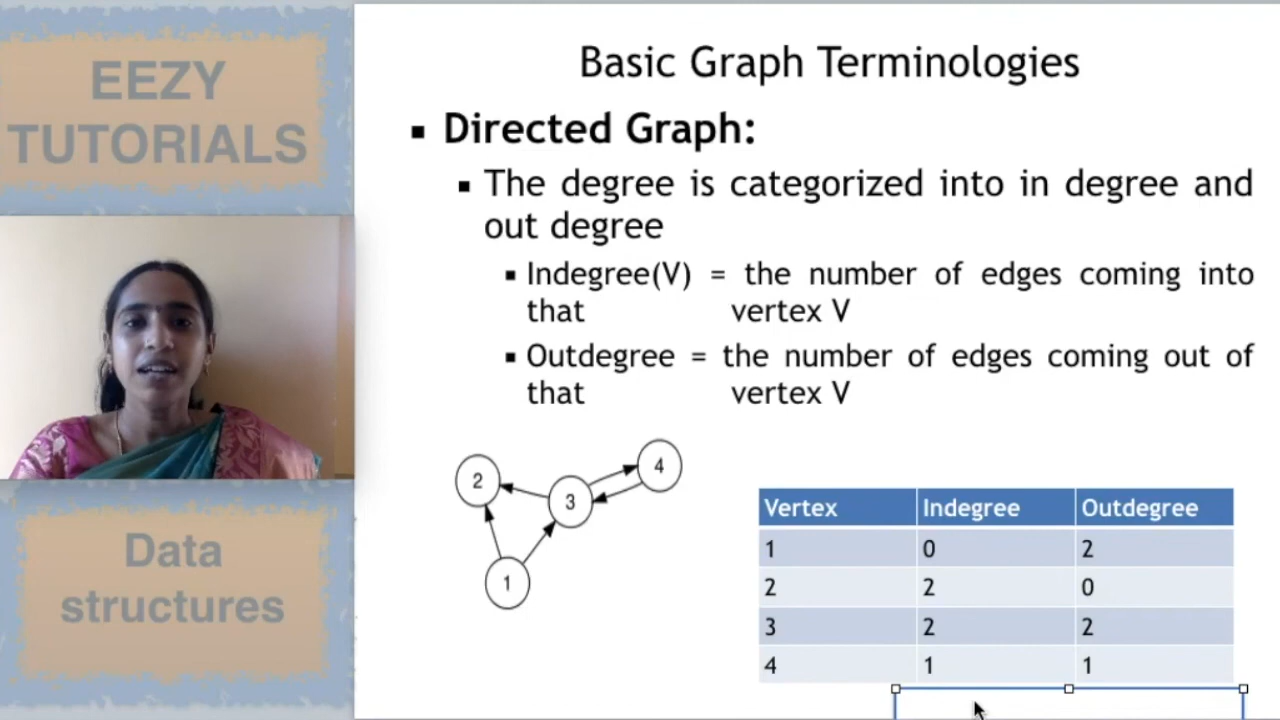 EEZY
TUTORIALS
Data
structures
Basic Graph Terminologies
▪ Directed Graph:
▪ The degree is categorized into in degree and
out degree
▪ Indegree(V) = the number of edges coming into
that vertex V
▪ Outdegree = the number of edges coming out of
that vertex V
2
4
3
1
Vertex Indegree Outdegree
1 0 2
2 2 0
3 2 2
4 1 1